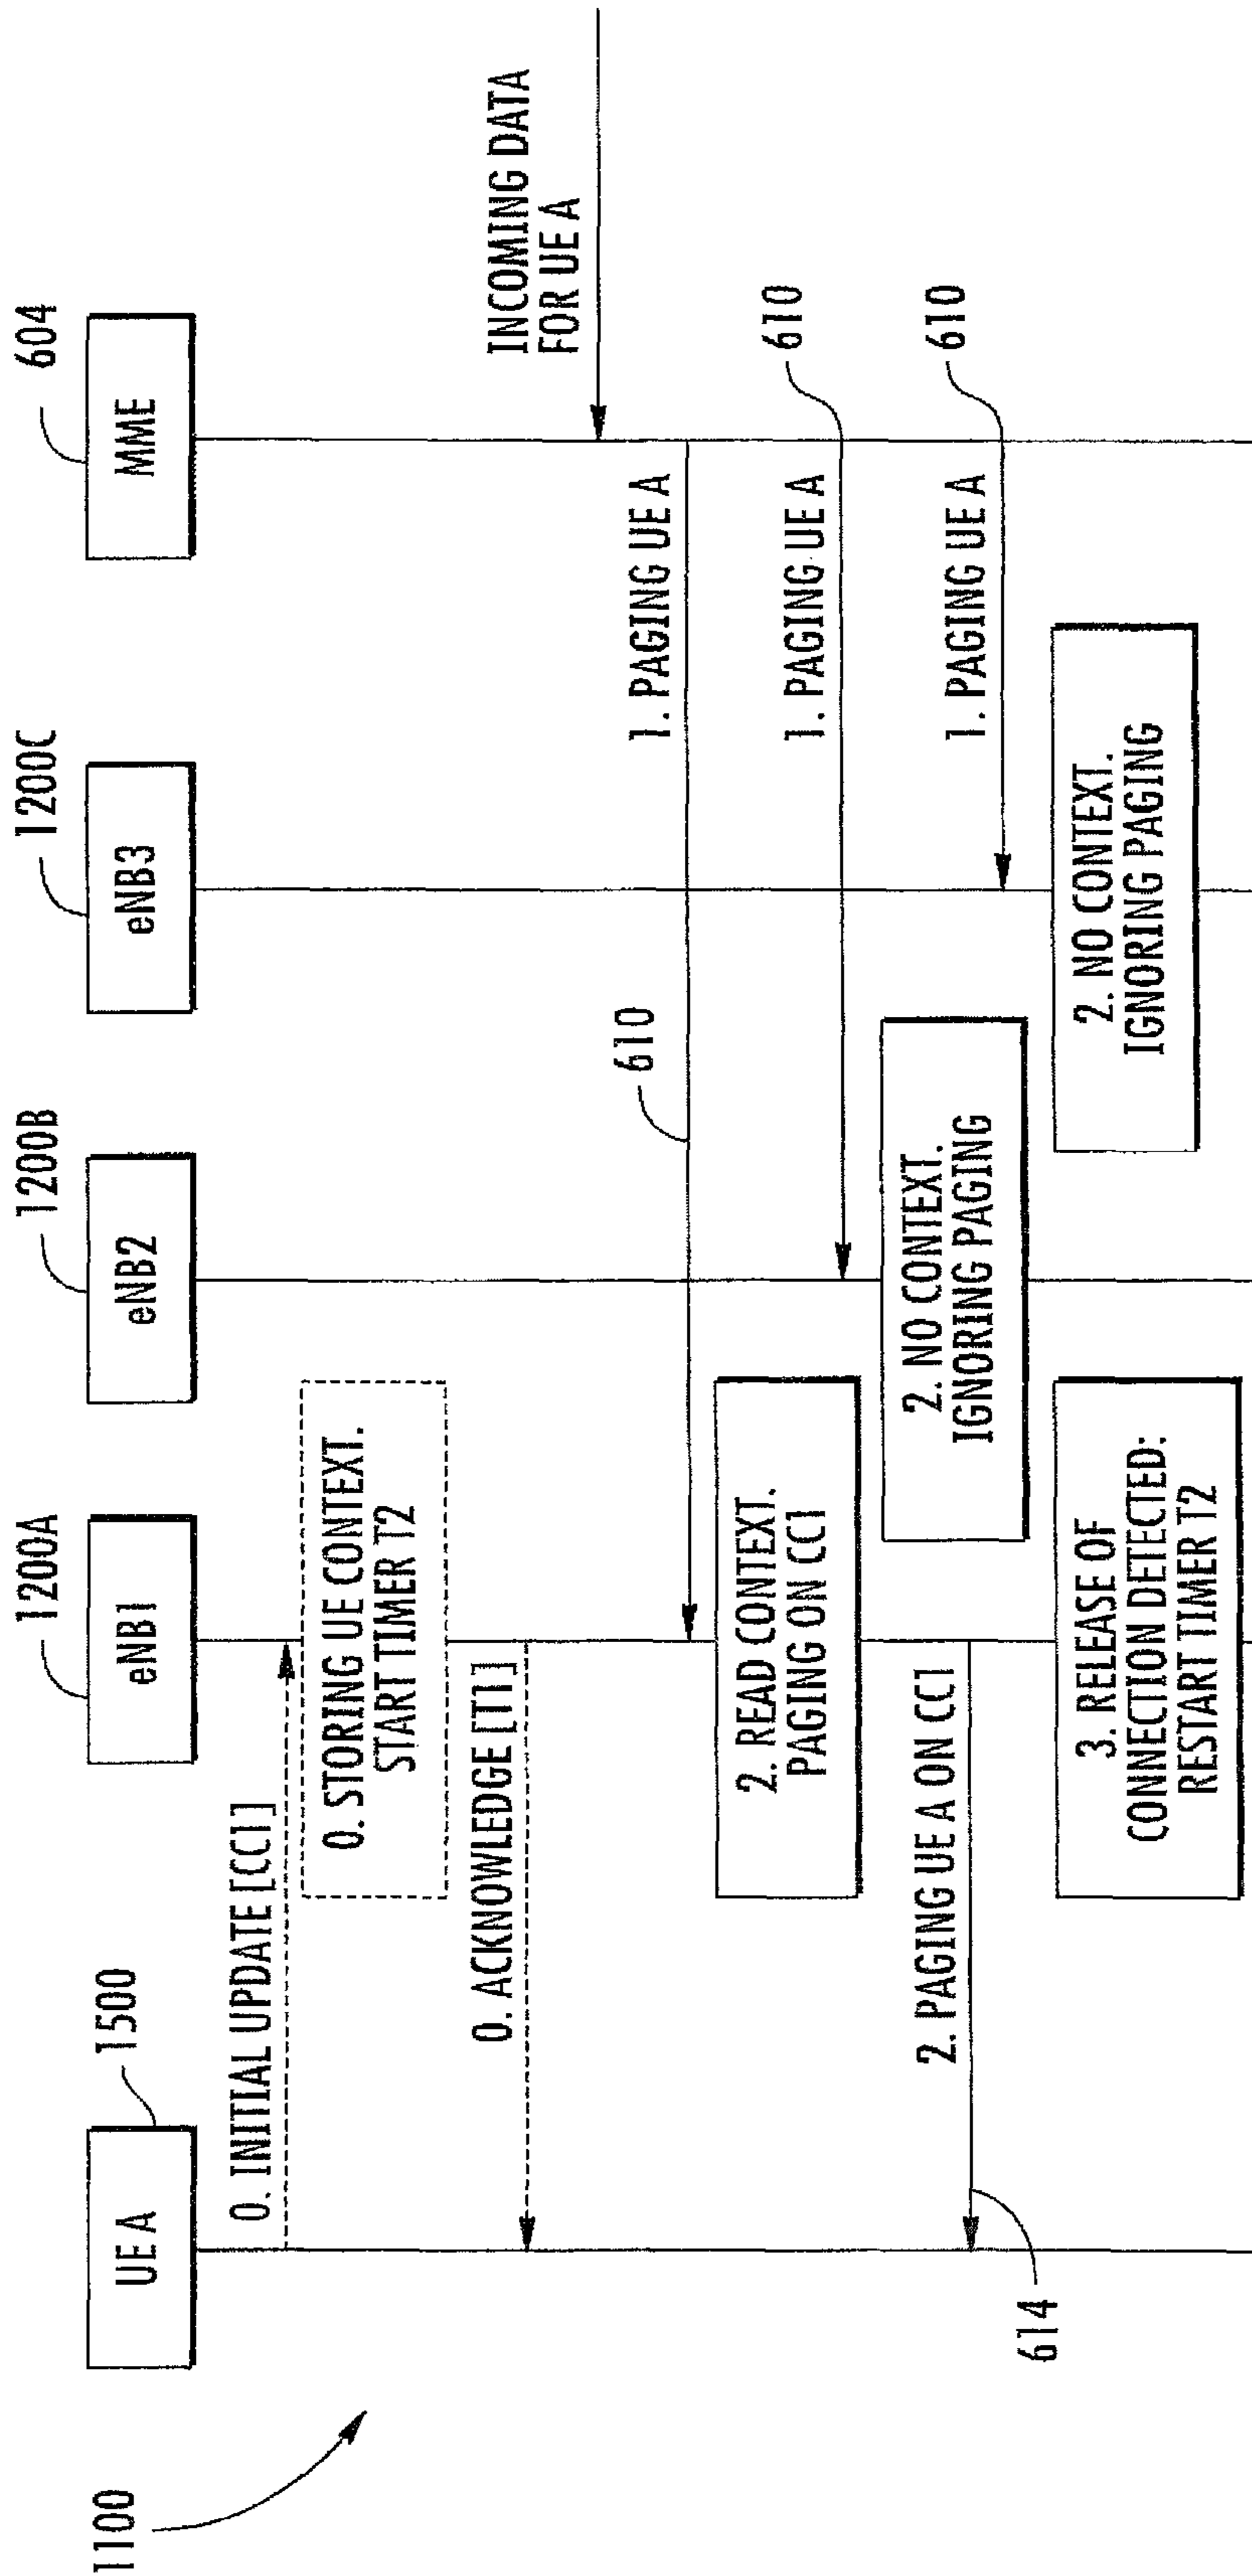 1100
UE A
1500
eNB1
1200A
eNB2
1200B
eNB3
1200C
MME
604
0. INITIAL UPDATE [CC1]
0. STORING UE CONTEXT.
START TIMER T2
0. ACKNOWLEDGE [T1]
INCOMING DATA
FOR UE A
1. PAGING UE A
610
2. READ CONTEXT.
PAGING ON CC1
1. PAGING UE A
610
2. NO CONTEXT.
IGNORING PAGING
2. PAGING UE A ON CC1
614
1. PAGING UE A
610
2. NO CONTEXT.
IGNORING PAGING
3. RELEASE OF
CONNECTION DETECTED:
RESTART TIMER T2